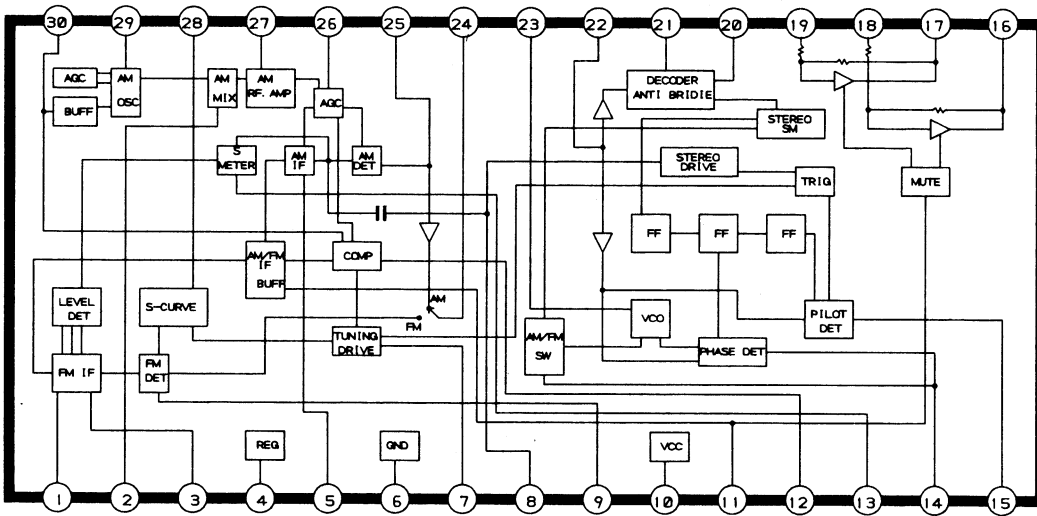 30 29 28 27 26 25 24 23 22 21 20 19 18 17 16
AGC
AM
OSC
AM
MIX
AM
RF. AMP
BUFF
AGC
DECODER
ANTI BRIDIE
STEREO
SM
S
METER
AM
IF
AM
DET
STEREO
DRIVE
TRIG
MUTE
FF
FF
FF
AM/FM
IF
BUFF
COMP
LEVEL
DET
S-CURVE
AM
FM
TUNING
DRIVE
AM/FM
SW
VCO
PILOT
DET
PHASE DET
FM IF
FM
DET
REG
GND
VCC
1 2 3 4 5 6 7 8 9 10 11 12 13 14 15